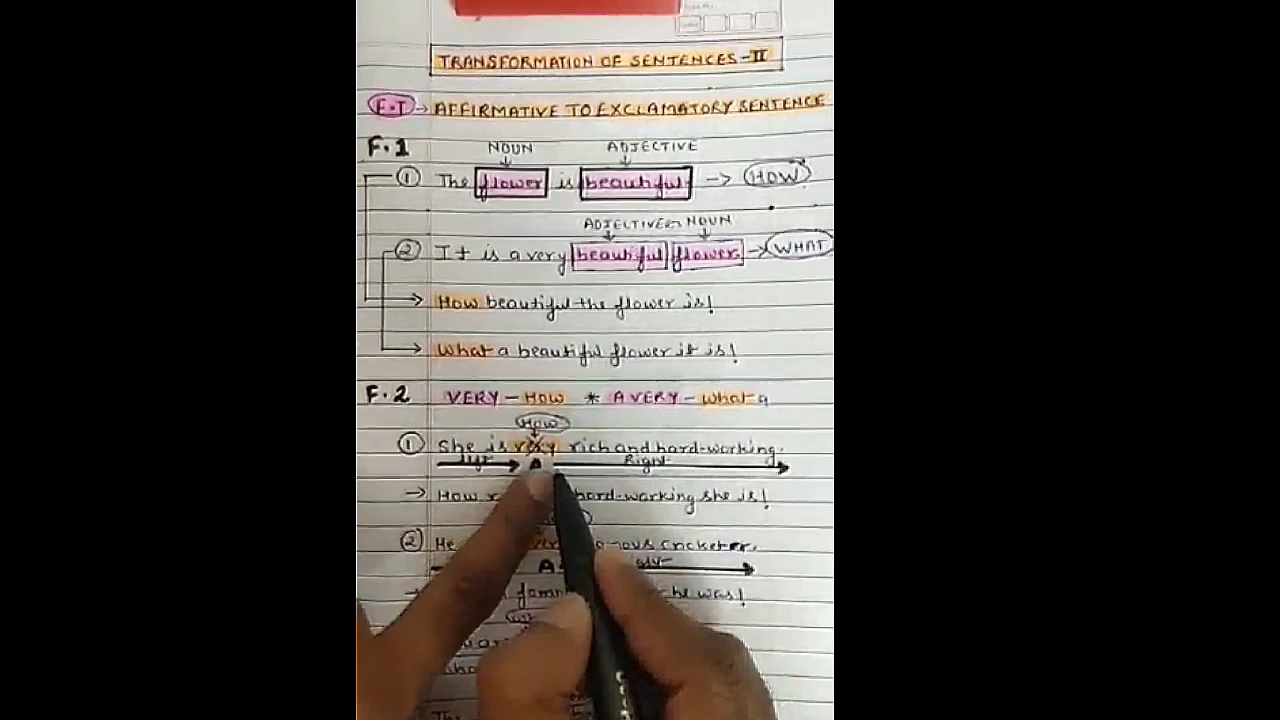 TRANSFORMATION OF SENTENCES-II
F.T → AFFIRMATIVE TO EXCLAMATORY SENTENCE
F.1 NOUN ADJECTIVE
① The flower is beautiful. → HOW
ADJECTIVE NOUN
② It is a very beautiful flower. → WHAT
→ How beautiful the flower is!
→ What a beautiful flower it is!
F.2 VERY - HOW * A VERY - What a
HOW
① She is very rich and hard-working.
Left A Right
→ How hard-working she is!
② He cricketer.
A
he was!